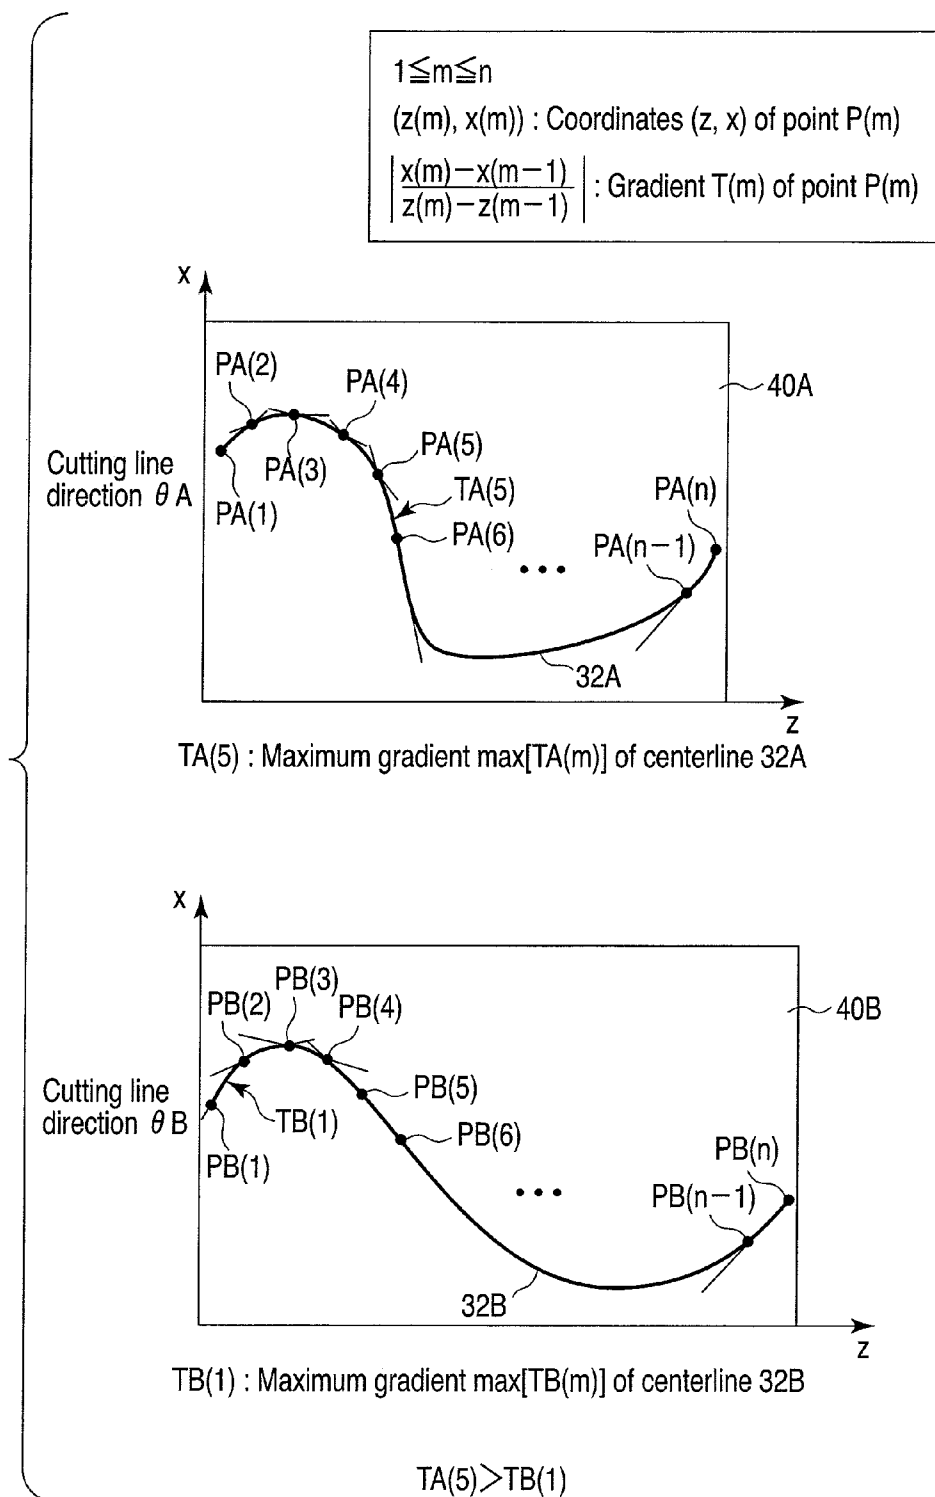 1≦m≦n
(z(m), x(m)) : Coordinates (z, x) of point P(m)
|x(m)−x(m−1) / z(m)−z(m−1)| : Gradient T(m) of point P(m)
x
PA(2)
PA(4)
40A
PA(3)
PA(5)
Cutting line
direction θA
PA(1)
TA(5)
PA(n)
PA(6)
PA(n−1)
•••
32A
z
TA(5) : Maximum gradient max[TA(m)] of centerline 32A
x
PB(3)
PB(2)
PB(4)
40B
Cutting line
direction θB
PB(5)
TB(1)
PB(6)
PB(1)
PB(n)
PB(n−1)
•••
32B
z
TB(1) : Maximum gradient max[TB(m)] of centerline 32B
TA(5)>TB(1)